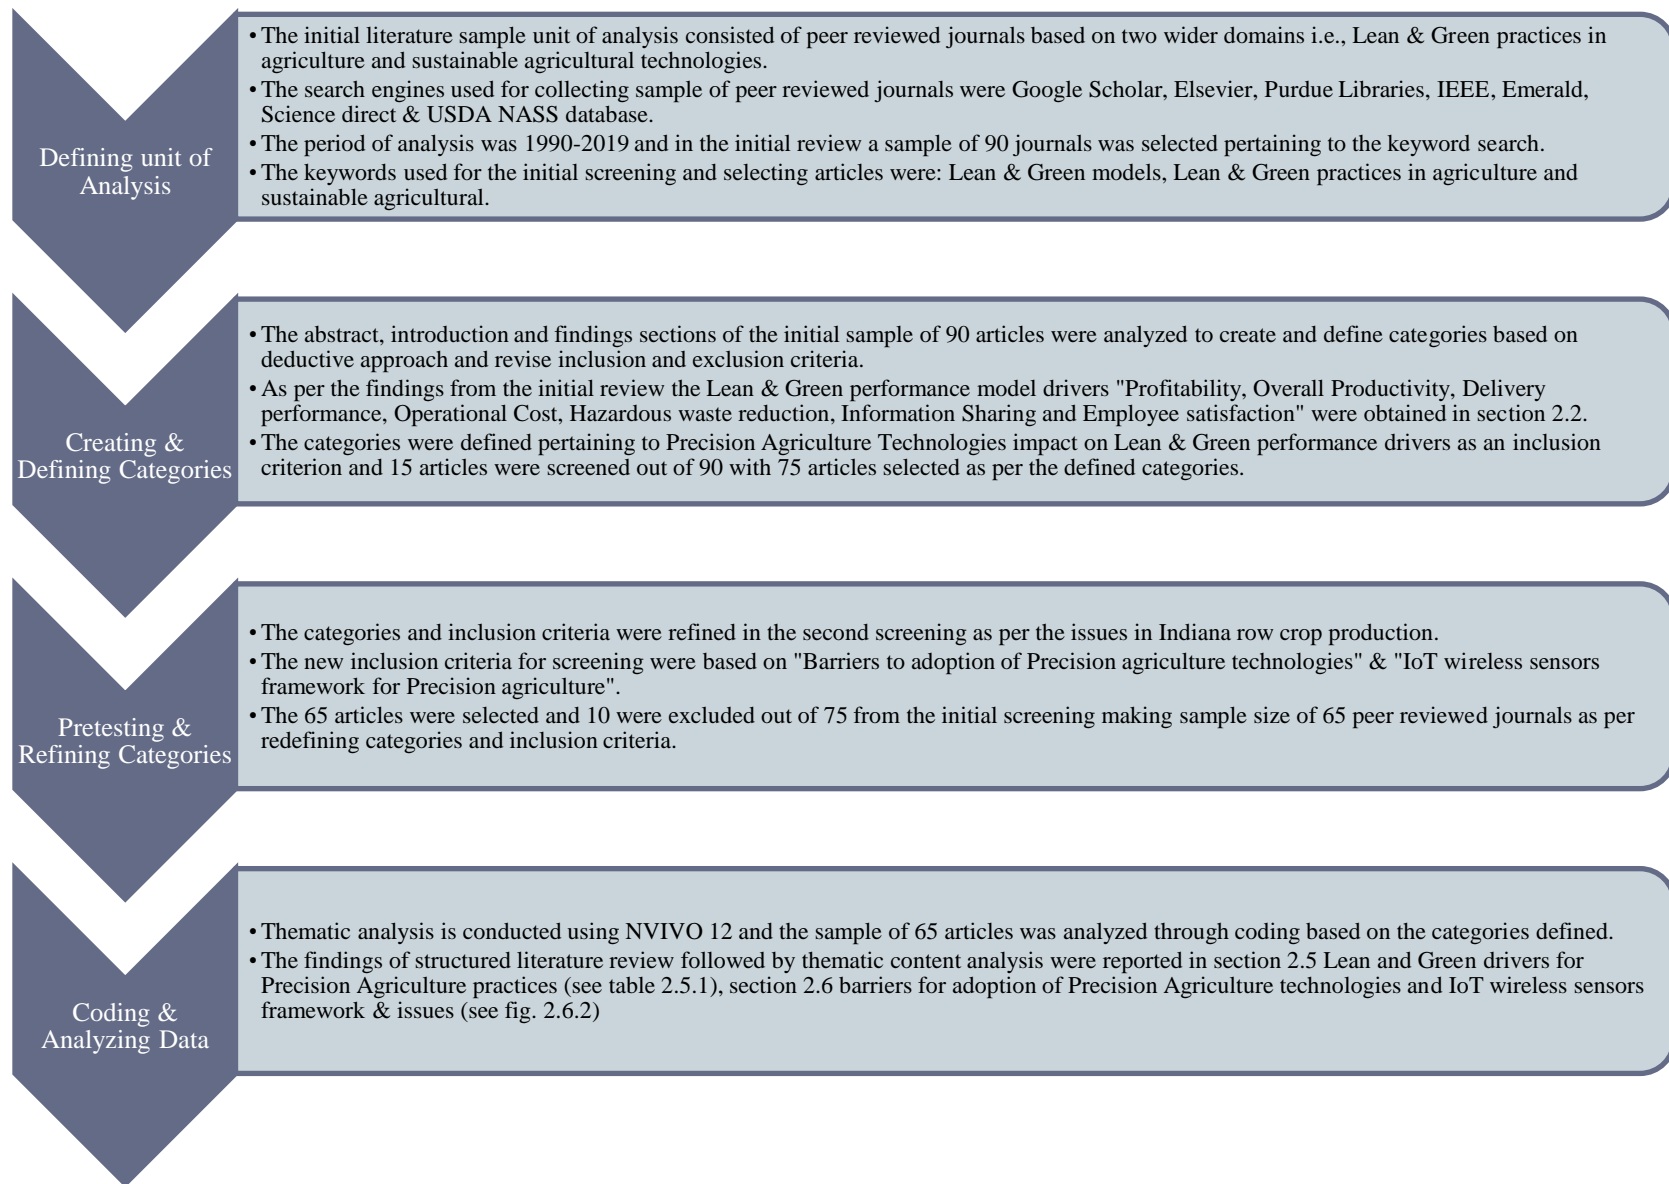 Defining unit of
Analysis
• The initial literature sample unit of analysis consisted of peer reviewed journals based on two wider domains i.e., Lean & Green practices in
agriculture and sustainable agricultural technologies.
• The search engines used for collecting sample of peer reviewed journals were Google Scholar, Elsevier, Purdue Libraries, IEEE, Emerald,
Science direct & USDA NASS database.
• The period of analysis was 1990-2019 and in the initial review a sample of 90 journals was selected pertaining to the keyword search.
• The keywords used for the initial screening and selecting articles were: Lean & Green models, Lean & Green practices in agriculture and
sustainable agricultural.
Creating &
Defining Categories
• The abstract, introduction and findings sections of the initial sample of 90 articles were analyzed to create and define categories based on
deductive approach and revise inclusion and exclusion criteria.
• As per the findings from the initial review the Lean & Green performance model drivers "Profitability, Overall Productivity, Delivery
performance, Operational Cost, Hazardous waste reduction, Information Sharing and Employee satisfaction" were obtained in section 2.2.
• The categories were defined pertaining to Precision Agriculture Technologies impact on Lean & Green performance drivers as an inclusion
criterion and 15 articles were screened out of 90 with 75 articles selected as per the defined categories.
Pretesting &
Refining Categories
• The categories and inclusion criteria were refined in the second screening as per the issues in Indiana row crop production.
• The new inclusion criteria for screening were based on "Barriers to adoption of Precision agriculture technologies" & "IoT wireless sensors
framework for Precision agriculture".
• The 65 articles were selected and 10 were excluded out of 75 from the initial screening making sample size of 65 peer reviewed journals as per
redefining categories and inclusion criteria.
Coding &
Analyzing Data
• Thematic analysis is conducted using NVIVO 12 and the sample of 65 articles was analyzed through coding based on the categories defined.
• The findings of structured literature review followed by thematic content analysis were reported in section 2.5 Lean and Green drivers for
Precision Agriculture practices (see table 2.5.1), section 2.6 barriers for adoption of Precision Agriculture technologies and IoT wireless sensors
framework & issues (see fig. 2.6.2)